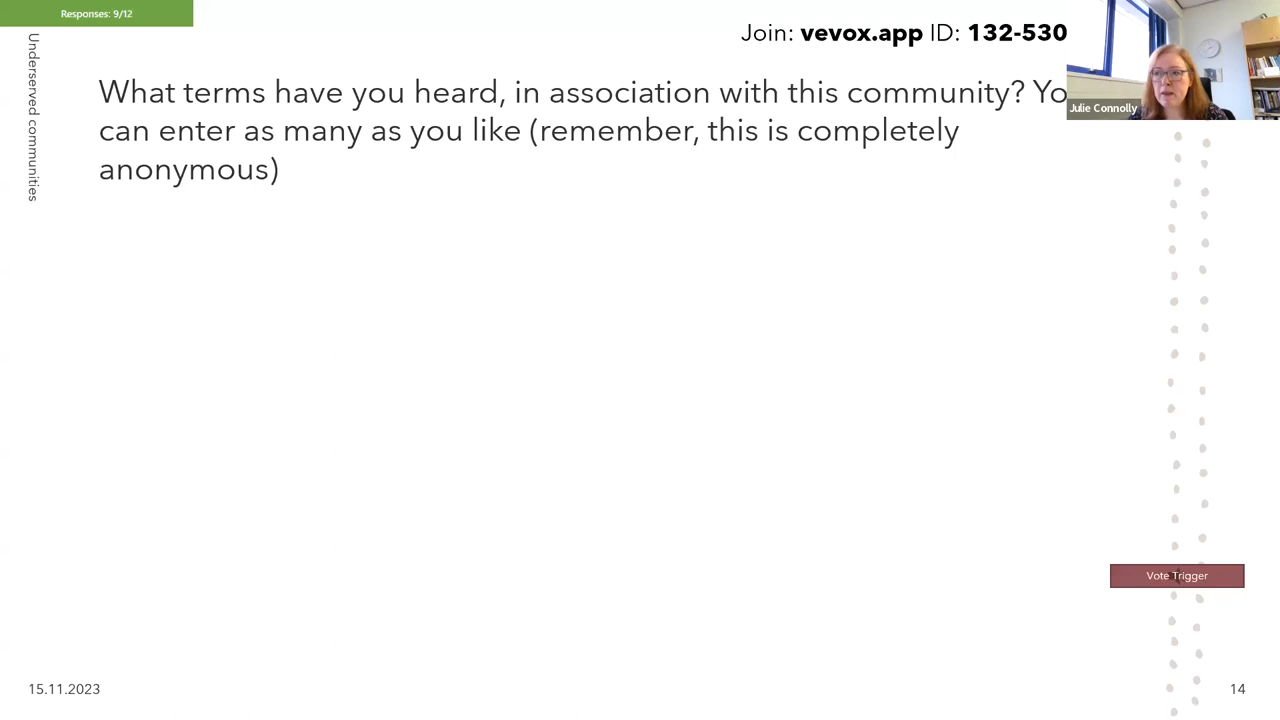 Responses: 9/12
Join: vevox.app ID: 132-530
Underserved communities
What terms have you heard, in association with this community? Yo
can enter as many as you like (remember, this is completely
anonymous)
Julie Connolly
Vote Trigger
15.11.2023
14